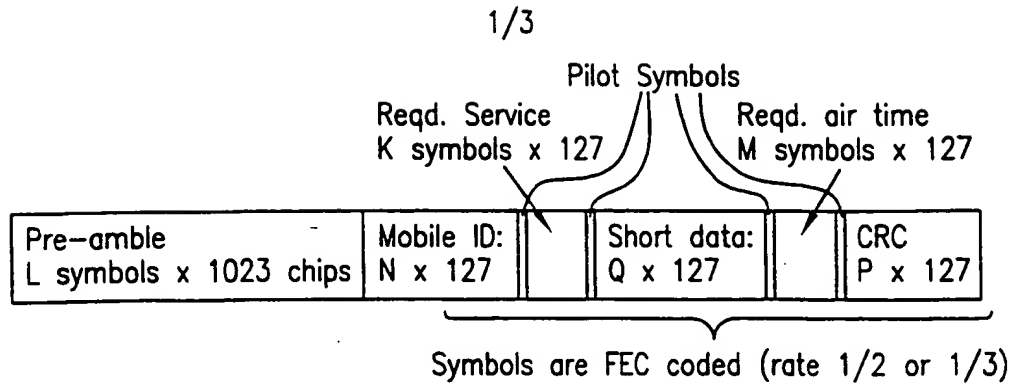 1/3
Pilot Symbols
Reqd. Service
K symbols x 127
Reqd. air time
M symbols x 127
Pre-amble
L symbols x 1023 chips
Mobile ID:
N x 127
Short data:
Q x 127
CRC
P x 127
Symbols are FEC coded (rate 1/2 or 1/3)